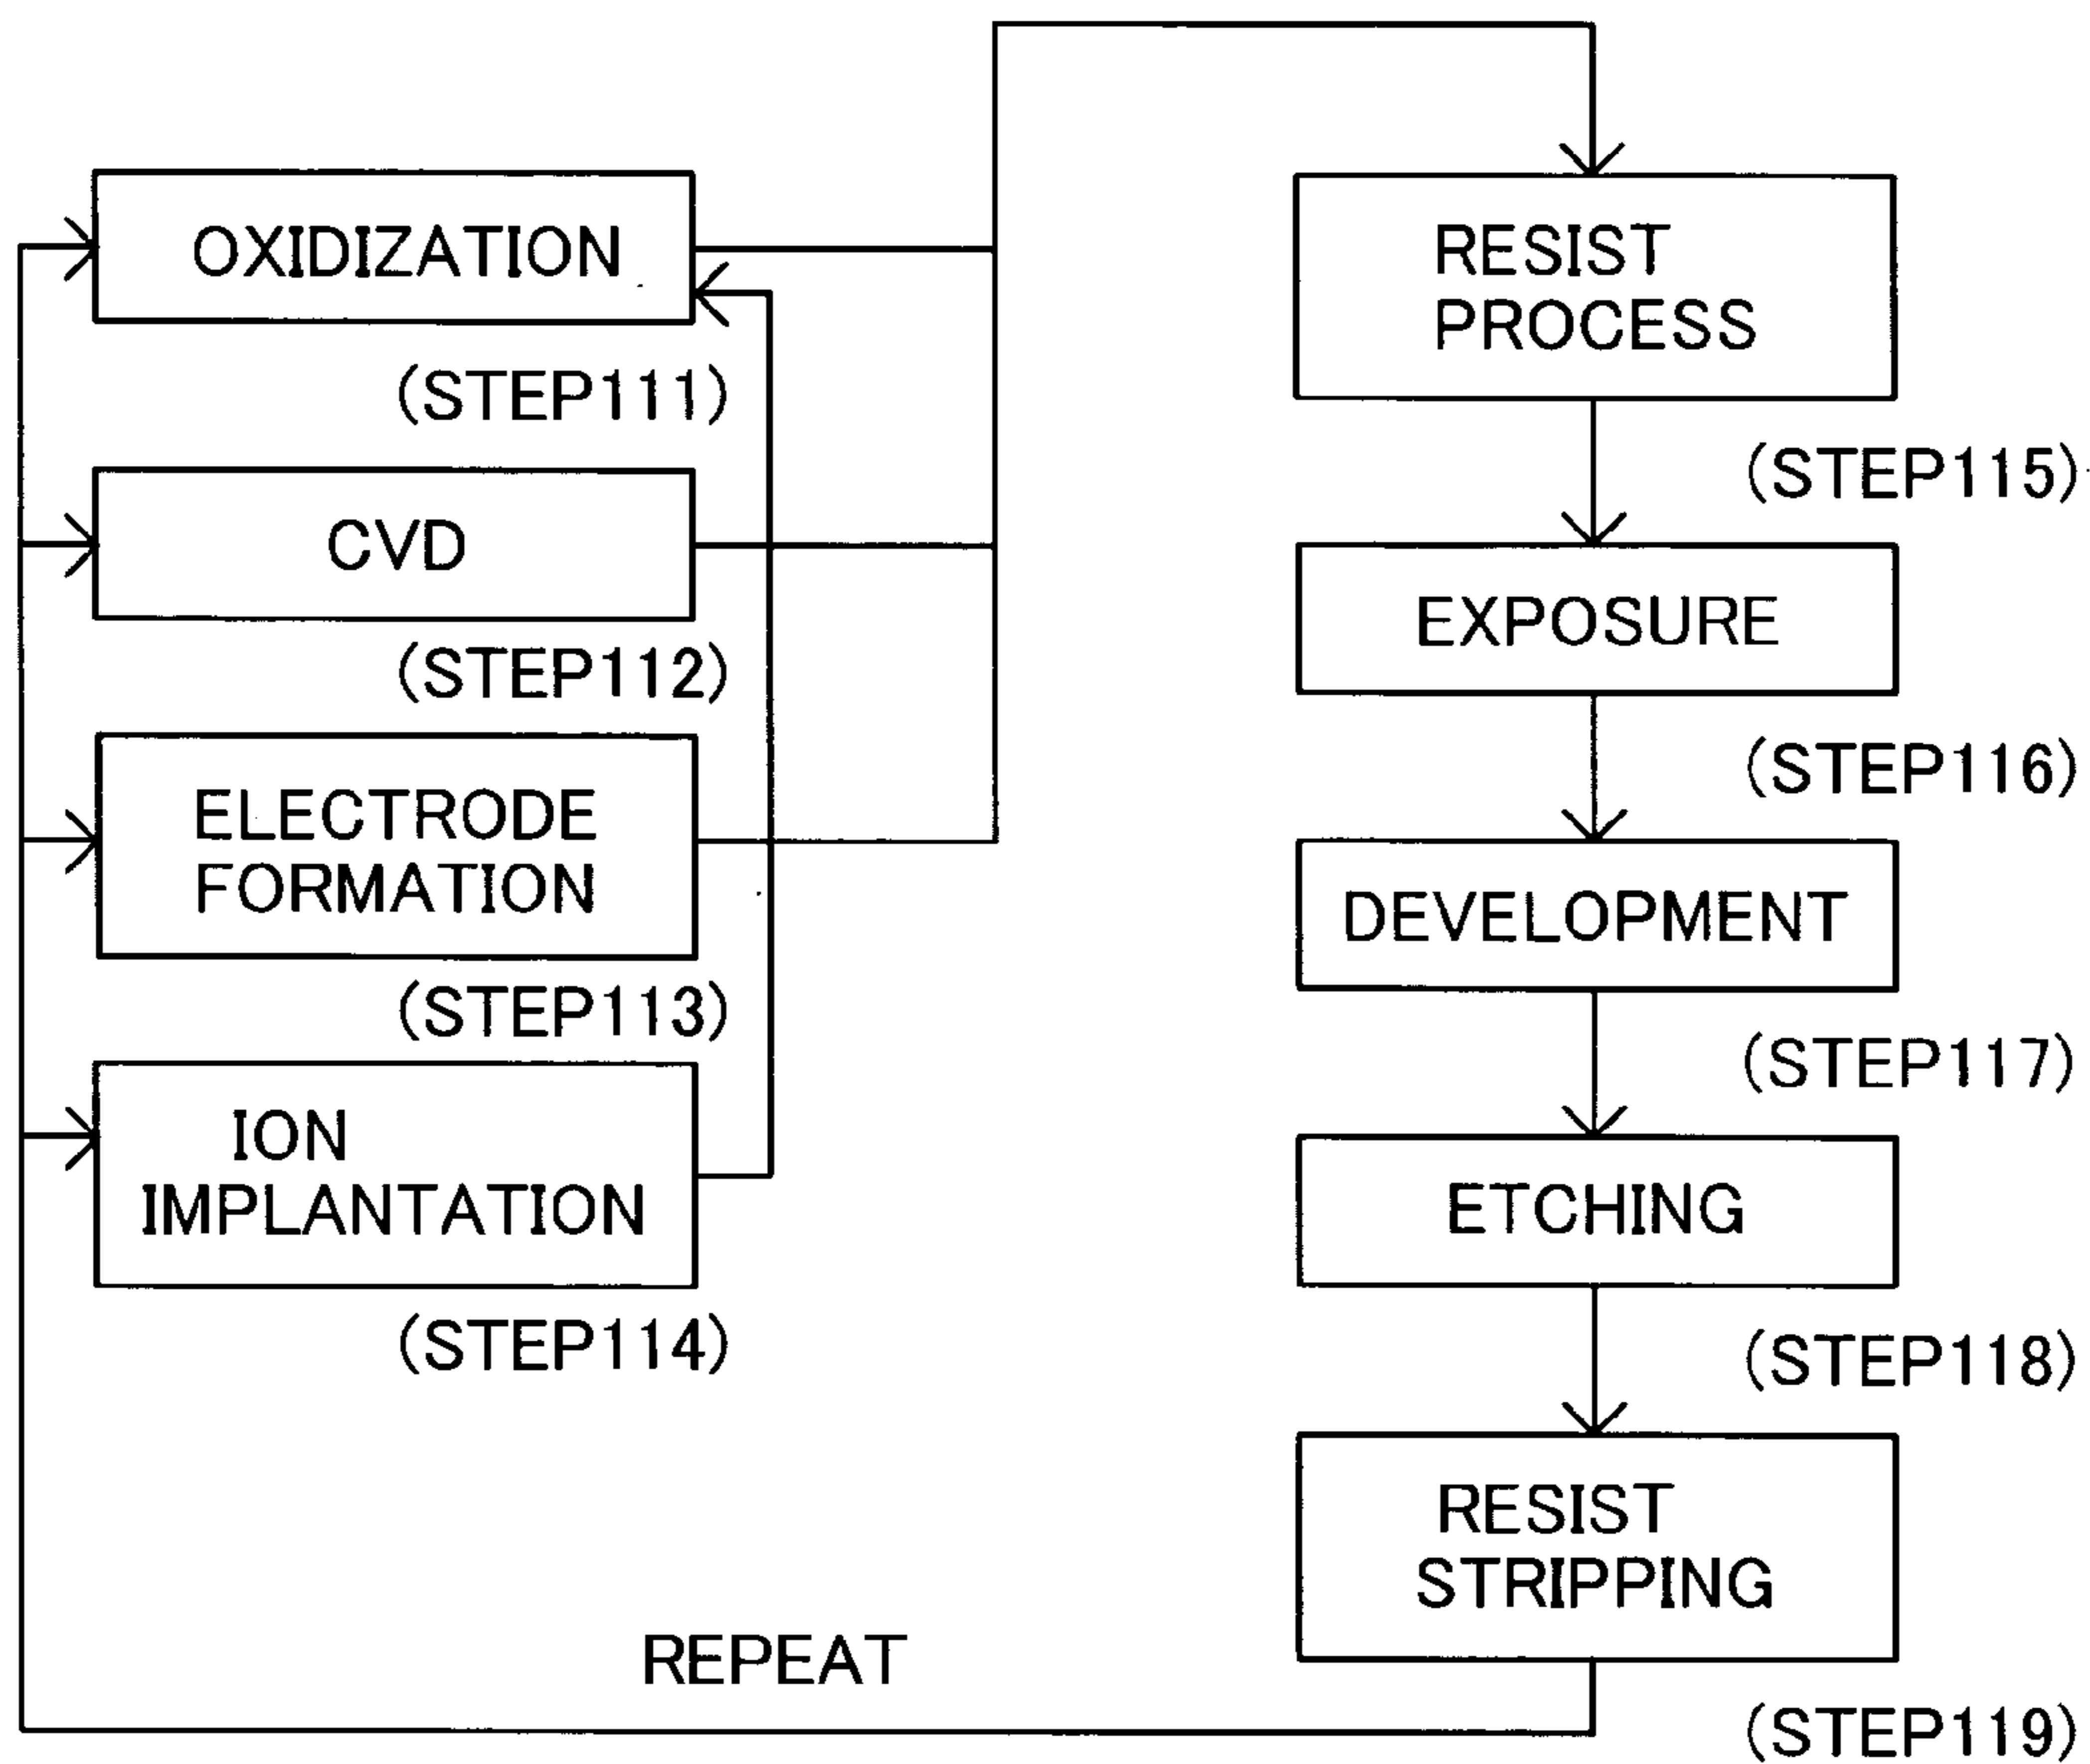 OXIDIZATION
(STEP111)
CVD
(STEP112)
ELECTRODE
FORMATION
(STEP113)
ION
IMPLANTATION
(STEP114)
RESIST
PROCESS
(STEP115)
EXPOSURE
(STEP116)
DEVELOPMENT
(STEP117)
ETCHING
(STEP118)
RESIST
STRIPPING
(STEP119)
REPEAT